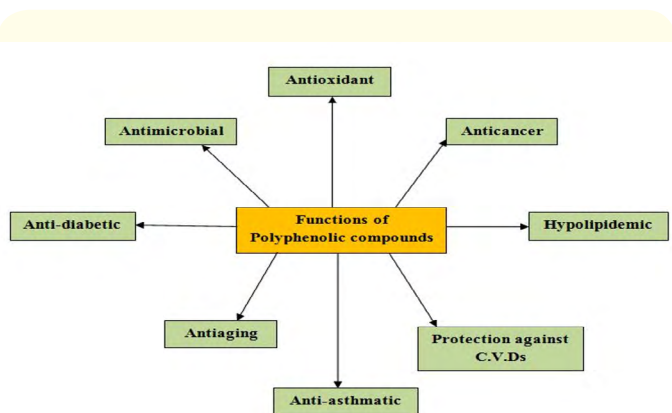 Antioxidant
Antimicrobial
Anticancer
Functions of
Polyphenolic compounds
Anti-diabetic
Hypolipidemic
Antiaging
Protection against
C.V.Ds
Anti-asthmatic